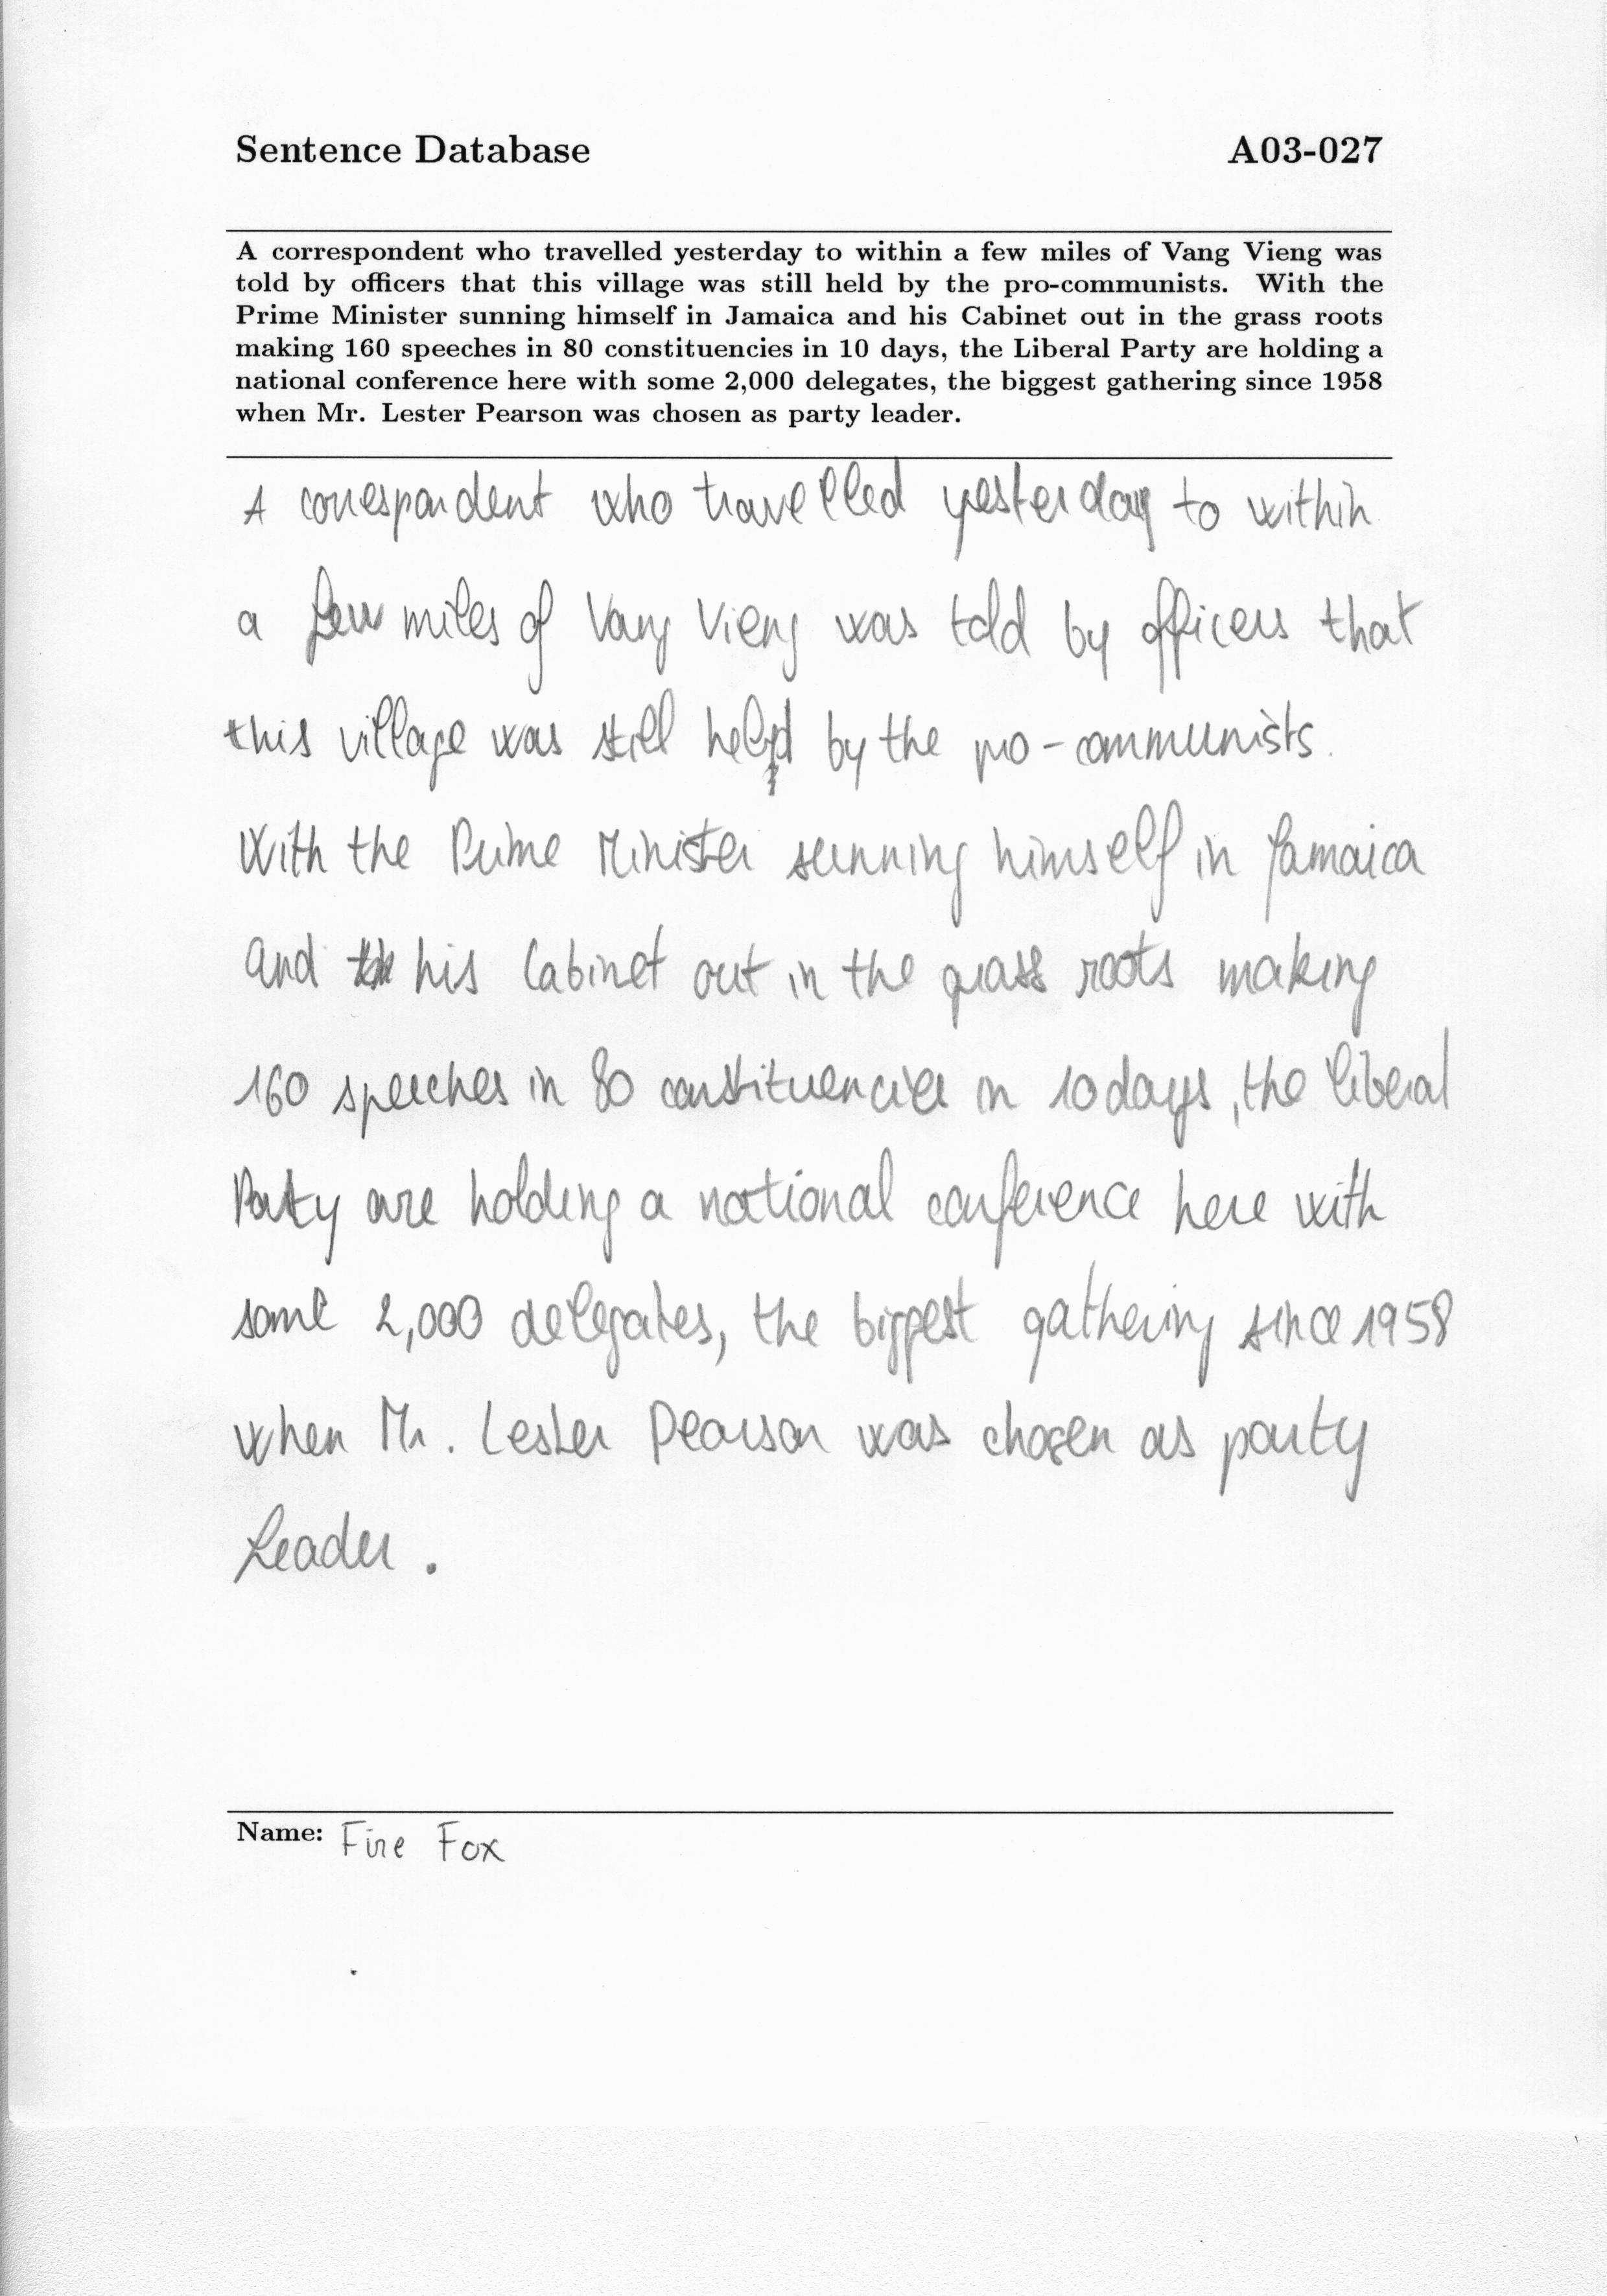 Sentence Database A03-027
A correspondent who travelled yesterday to within a few miles of Vang Vieng was
told by officers that this village was still held by the pro-communists. With the
Prime Minister sunning himself in Jamaica and his Cabinet out in the grass roots
making 160 speeches in 80 constituencies in 10 days, the Liberal Party are holding a
national conference here with some 2,000 delegates, the biggest gathering since 1958
when Mr. Lester Pearson was chosen as party leader.
A correspondent who travelled yesterday to within
a few miles of Vang Vieng was told by officers that
this village was still held by the pro-communists.
With the Prime Minister sunning himself in Jamaica
and his Cabinet out in the grass roots making
160 speeches in 80 constituencies in 10 days, the liberal
Party are holding a national conference here with
some 2,000 delegates, the biggest gathering since 1958
when Mr. Lester Pearson was chosen as party
Leader.
Name: Fire Fox